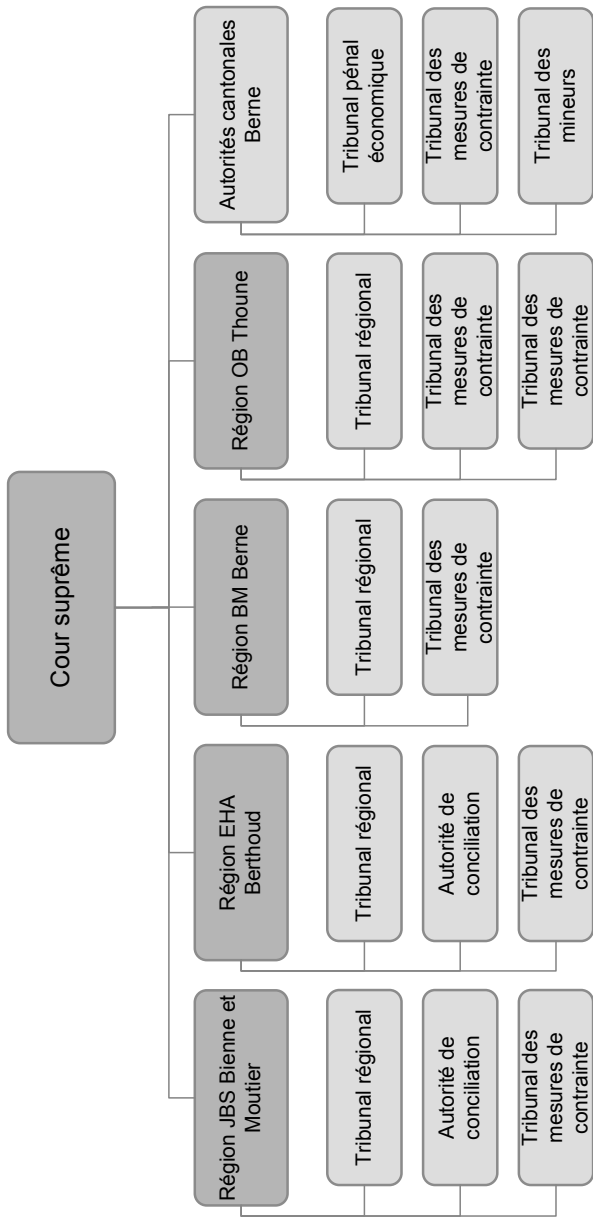 Cour suprême
Région JBS Bienne et
Moutier
Tribunal régional
Autorité de
conciliation
Tribunal des
mesures de
contrainte
Région EHA
Berthoud
Tribunal régional
Autorité de
conciliation
Tribunal des
mesures de
contrainte
Région BM Berne
Tribunal régional
Tribunal des
mesures de
contrainte
Région OB Thoune
Tribunal régional
Tribunal des
mesures de
contrainte
Tribunal des
mesures de
contrainte
Autorités cantonales
Berne
Tribunal pénal
économique
Tribunal des
mesures de
contrainte
Tribunal des
mineurs